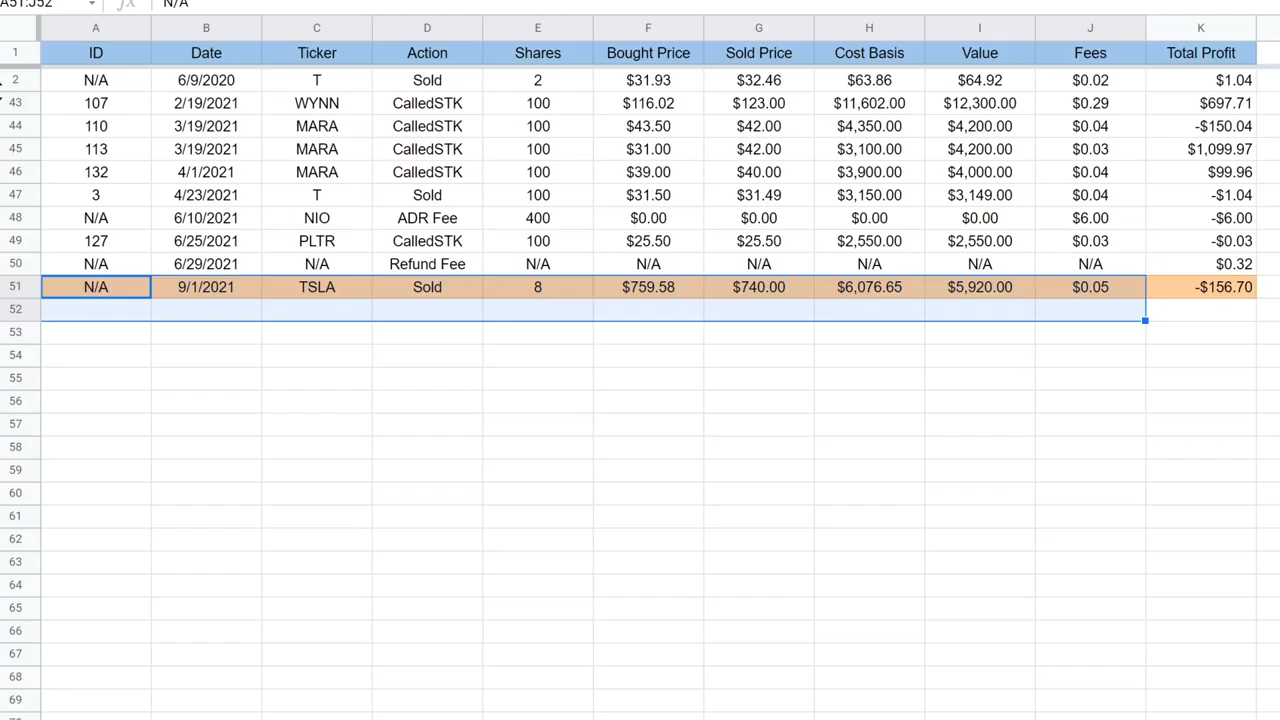 A51:J52 fx N/A
A B C D E F G H I J K
1 ID Date Ticker Action Shares Bought Price Sold Price Cost Basis Value Fees Total Profit
2 N/A 6/9/2020 T Sold 2 $31.93 $32.46 $63.86 $64.92 $0.02 $1.04
43 107 2/19/2021 WYNN CalledSTK 100 $116.02 $123.00 $11,602.00 $12,300.00 $0.29 $697.71
44 110 3/19/2021 MARA CalledSTK 100 $43.50 $42.00 $4,350.00 $4,200.00 $0.04 -$150.04
45 113 3/19/2021 MARA CalledSTK 100 $31.00 $42.00 $3,100.00 $4,200.00 $0.03 $1,099.97
46 132 4/1/2021 MARA CalledSTK 100 $39.00 $40.00 $3,900.00 $4,000.00 $0.04 $99.96
47 3 4/23/2021 T Sold 100 $31.50 $31.49 $3,150.00 $3,149.00 $0.04 -$1.04
48 N/A 6/10/2021 NIO ADR Fee 400 $0.00 $0.00 $0.00 $0.00 $6.00 -$6.00
49 127 6/25/2021 PLTR CalledSTK 100 $25.50 $25.50 $2,550.00 $2,550.00 $0.03 -$0.03
50 N/A 6/29/2021 N/A Refund Fee N/A N/A N/A N/A N/A N/A $0.32
51 N/A 9/1/2021 TSLA Sold 8 $759.58 $740.00 $6,076.65 $5,920.00 $0.05 -$156.70
52
53
54
55
56
57
58
59
60
61
62
63
64
65
66
67
68
69